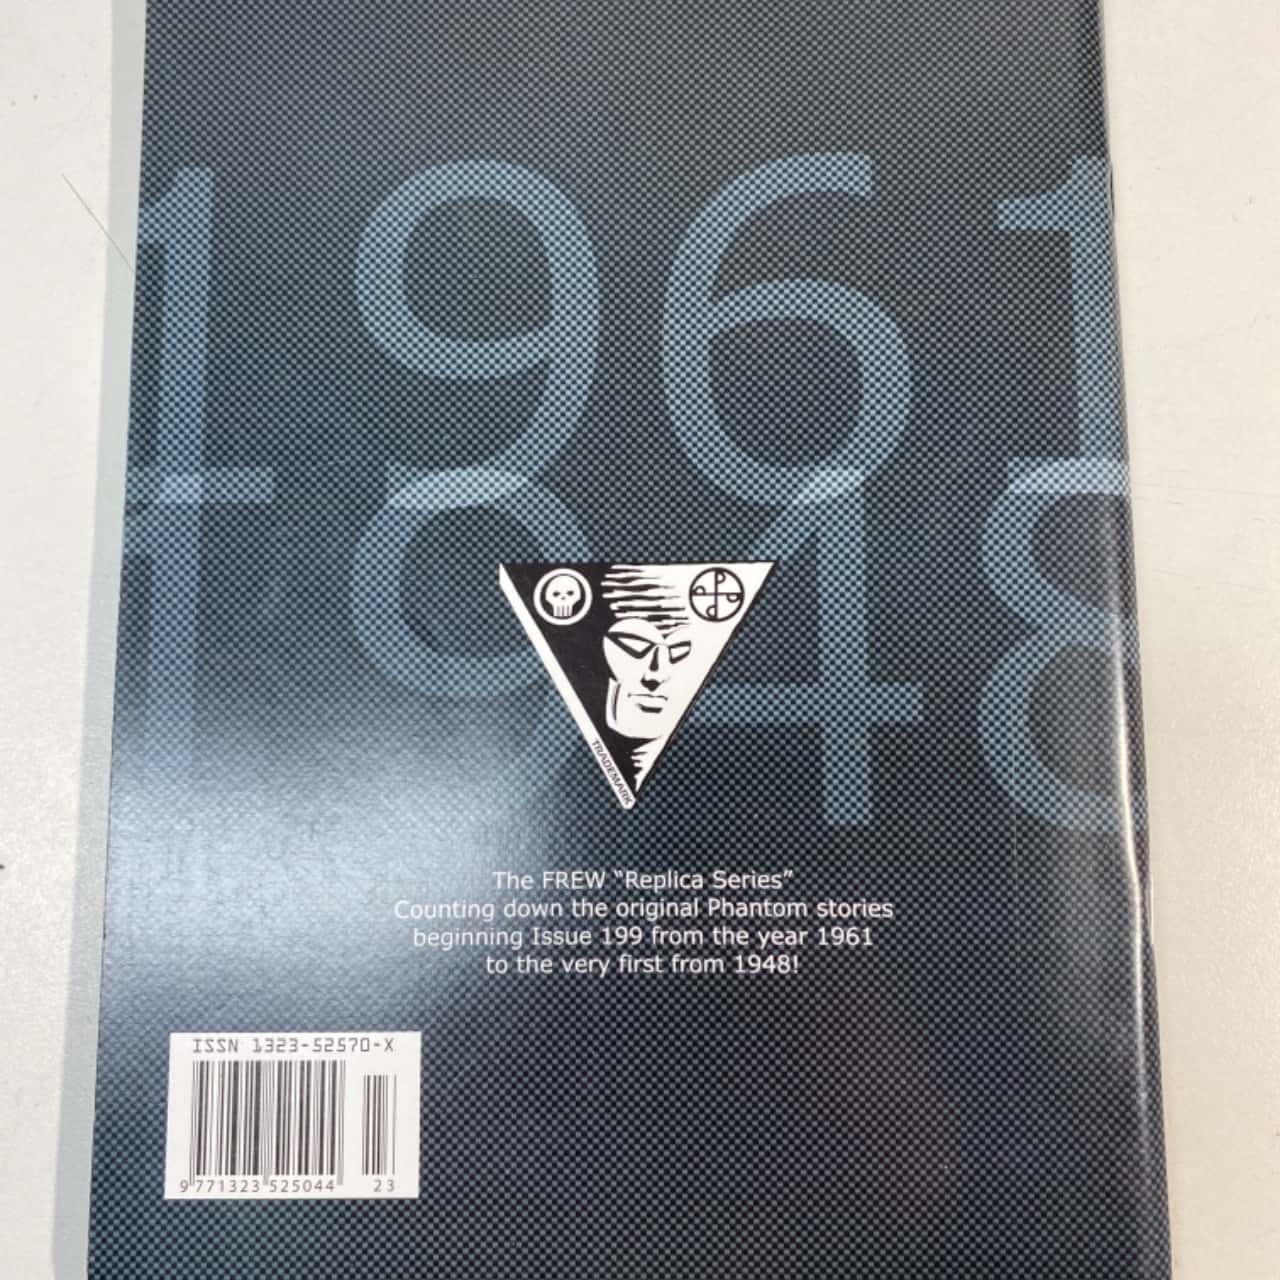 1961
1948
TRADEMARK
The FREW “Replica Series”
Counting down the original Phantom stories
beginning Issue 199 from the year 1961
to the very first from 1948!
ISSN 1323-52570-X
9 771323 525044
23